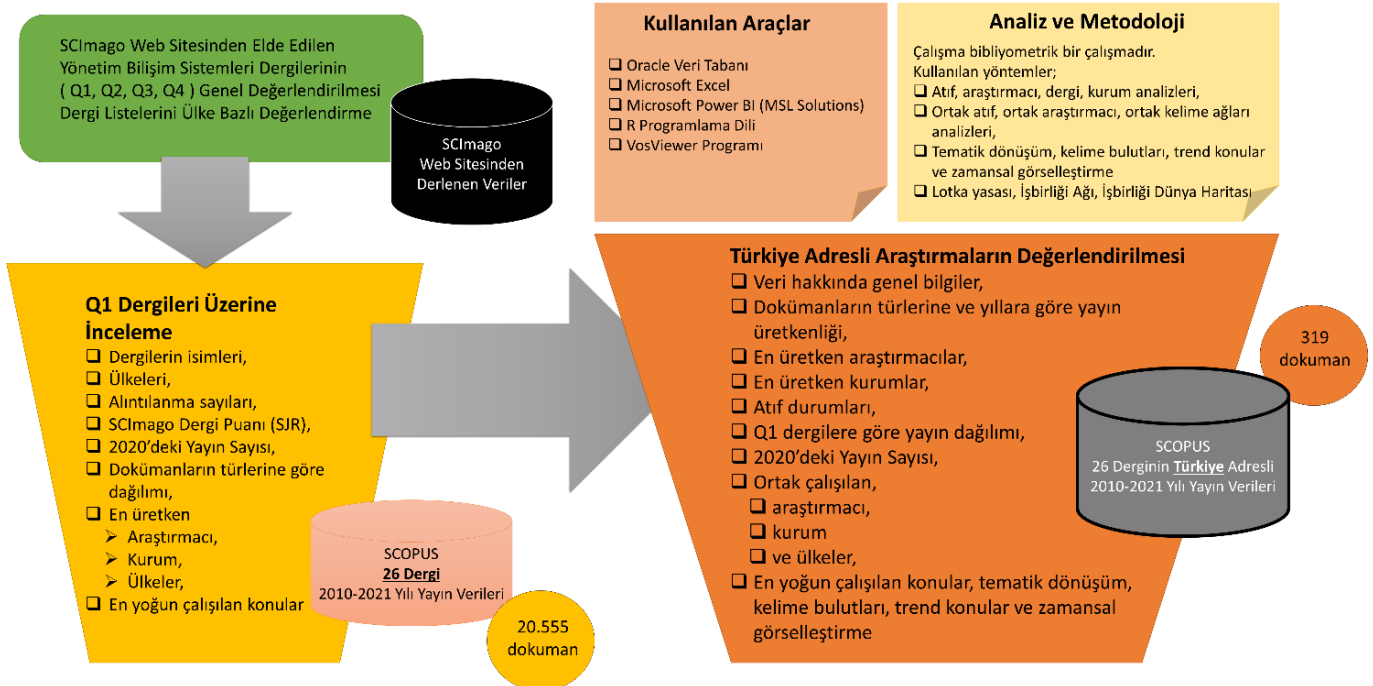 SCImago Web Sitesinden Elde Edilen
Yönetim Bilişim Sistemleri Dergilerinin
( Q1, Q2, Q3, Q4 ) Genel Değerlendirilmesi
Dergi Listelerini Ülke Bazlı Değerlendirme
SCImago
Web Sitesinden
Derlenen Veriler
Kullanılan Araçlar
❑ Oracle Veri Tabanı
❑ Microsoft Excel
❑ Microsoft Power BI (MSL Solutions)
❑ R Programlama Dili
❑ VosViewer Programı
Analiz ve Metodoloji
Çalışma bibliyometrik bir çalışmadır.
Kullanılan yöntemler;
❑ Atıf, araştırmacı, dergi, kurum analizleri,
❑ Ortak atıf, ortak araştırmacı, ortak kelime ağları
analizleri,
❑ Tematik dönüşüm, kelime bulutları, trend konular
ve zamansal görselleştirme
❑ Lotka yasası, İşbirliği Ağı, İşbirliği Dünya Haritası
Q1 Dergileri Üzerine
İnceleme
❑ Dergilerin isimleri,
❑ Ülkeleri,
❑ Alıntılanma sayıları,
❑ SCImago Dergi Puanı (SJR),
❑ 2020’deki Yayın Sayısı,
❑ Dokümanların türlerine göre
dağılımı,
❑ En üretken
➢ Araştırmacı,
➢ Kurum,
➢ Ülkeler,
❑ En yoğun çalışılan konular
SCOPUS
26 Dergi
2010-2021 Yılı Yayın Verileri
20.555
dokuman
Türkiye Adresli Araştırmaların Değerlendirilmesi
❑ Veri hakkında genel bilgiler,
❑ Dokümanların türlerine ve yıllara göre yayın
üretkenliği,
❑ En üretken araştırmacılar,
❑ En üretken kurumlar,
❑ Atıf durumları,
❑ Q1 dergilere göre yayın dağılımı,
❑ 2020’deki Yayın Sayısı,
❑ Ortak çalışılan,
❑ araştırmacı,
❑ kurum
❑ ve ülkeler,
❑ En yoğun çalışılan konular, tematik dönüşüm,
kelime bulutları, trend konular ve zamansal
görselleştirme
319
dokuman
SCOPUS
26 Derginin Türkiye Adresli
2010-2021 Yılı Yayın Verileri